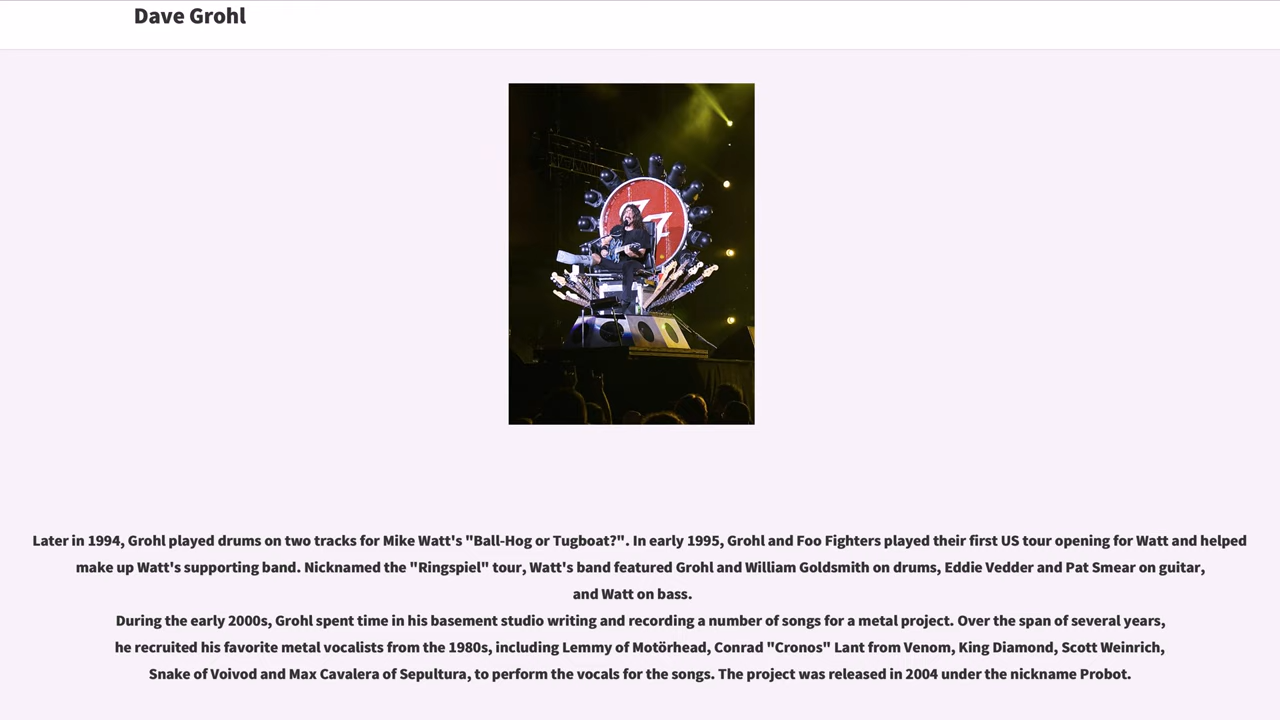 Dave Grohl
Later in 1994, Grohl played drums on two tracks for Mike Watt's "Ball-Hog or Tugboat?". In early 1995, Grohl and Foo Fighters played their first US tour opening for Watt and helped
make up Watt's supporting band. Nicknamed the "Ringspiel" tour, Watt's band featured Grohl and William Goldsmith on drums, Eddie Vedder and Pat Smear on guitar,
and Watt on bass.
During the early 2000s, Grohl spent time in his basement studio writing and recording a number of songs for a metal project. Over the span of several years,
he recruited his favorite metal vocalists from the 1980s, including Lemmy of Motörhead, Conrad "Cronos" Lant from Venom, King Diamond, Scott Weinrich,
Snake of Voivod and Max Cavalera of Sepultura, to perform the vocals for the songs. The project was released in 2004 under the nickname Probot.